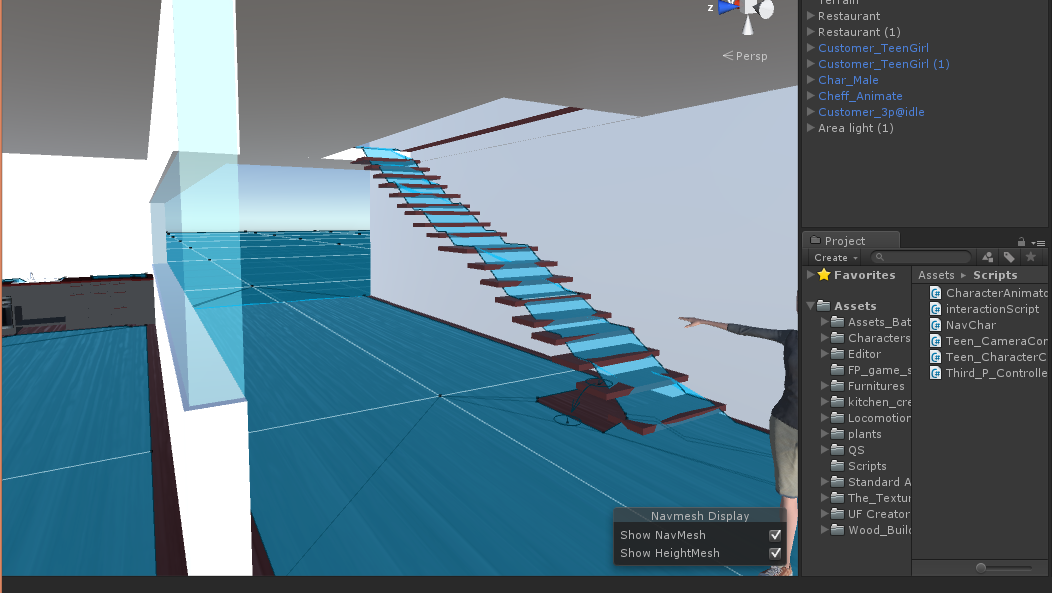 z
Persp
Terrain
Restaurant
Restaurant (1)
Customer_TeenGirl
Customer_TeenGirl (1)
Char_Male
Cheff_Animate
Customer_3p@idle
Area light (1)
Project
Create
Favorites
Assets
Assets_Bat
Characters
Editor
FP_game_s
Furnitures
kitchen_cre
Locomotion
plants
QS
Scripts
Standard A
The_Textur
UF Creator
Wood_Build
Assets ▸ Scripts
CharacterAnimato
interactionScript
NavChar
Teen_CameraCon
Teen_CharacterC
Third_P_Controlle
Navmesh Display
Show NavMesh
Show HeightMesh